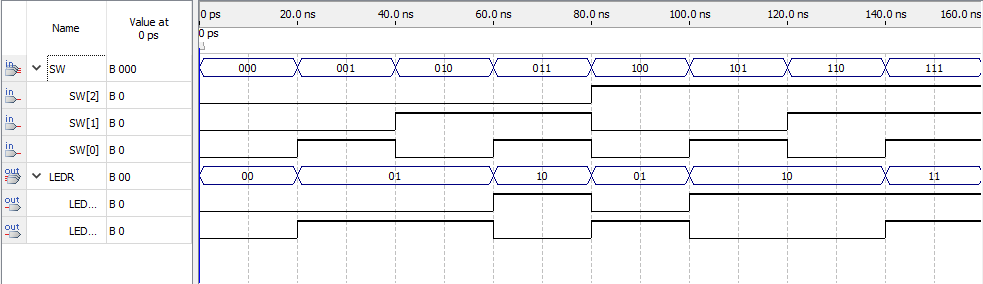 Name Value at 0 ps 0 ps 20.0 ns 40.0 ns 60.0 ns 80.0 ns 100.0 ns 120.0 ns 140.0 ns 160.0 ns
0 ps
in SW B 000 000 001 010 011 100 101 110 111
in SW[2] B 0
in SW[1] B 0
in SW[0] B 0
out LEDR B 00 00 01 10 01 10 11
out LED... B 0
out LED... B 0